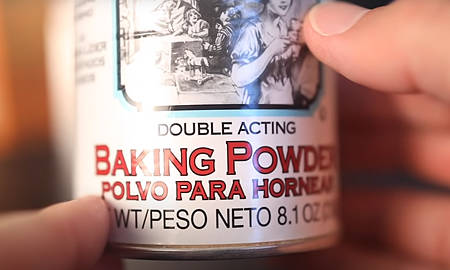 DOUBLE ACTING
BAKING POWDER
POLVO PARA HORNEAR
WT/PESO NETO 8.1 OZ